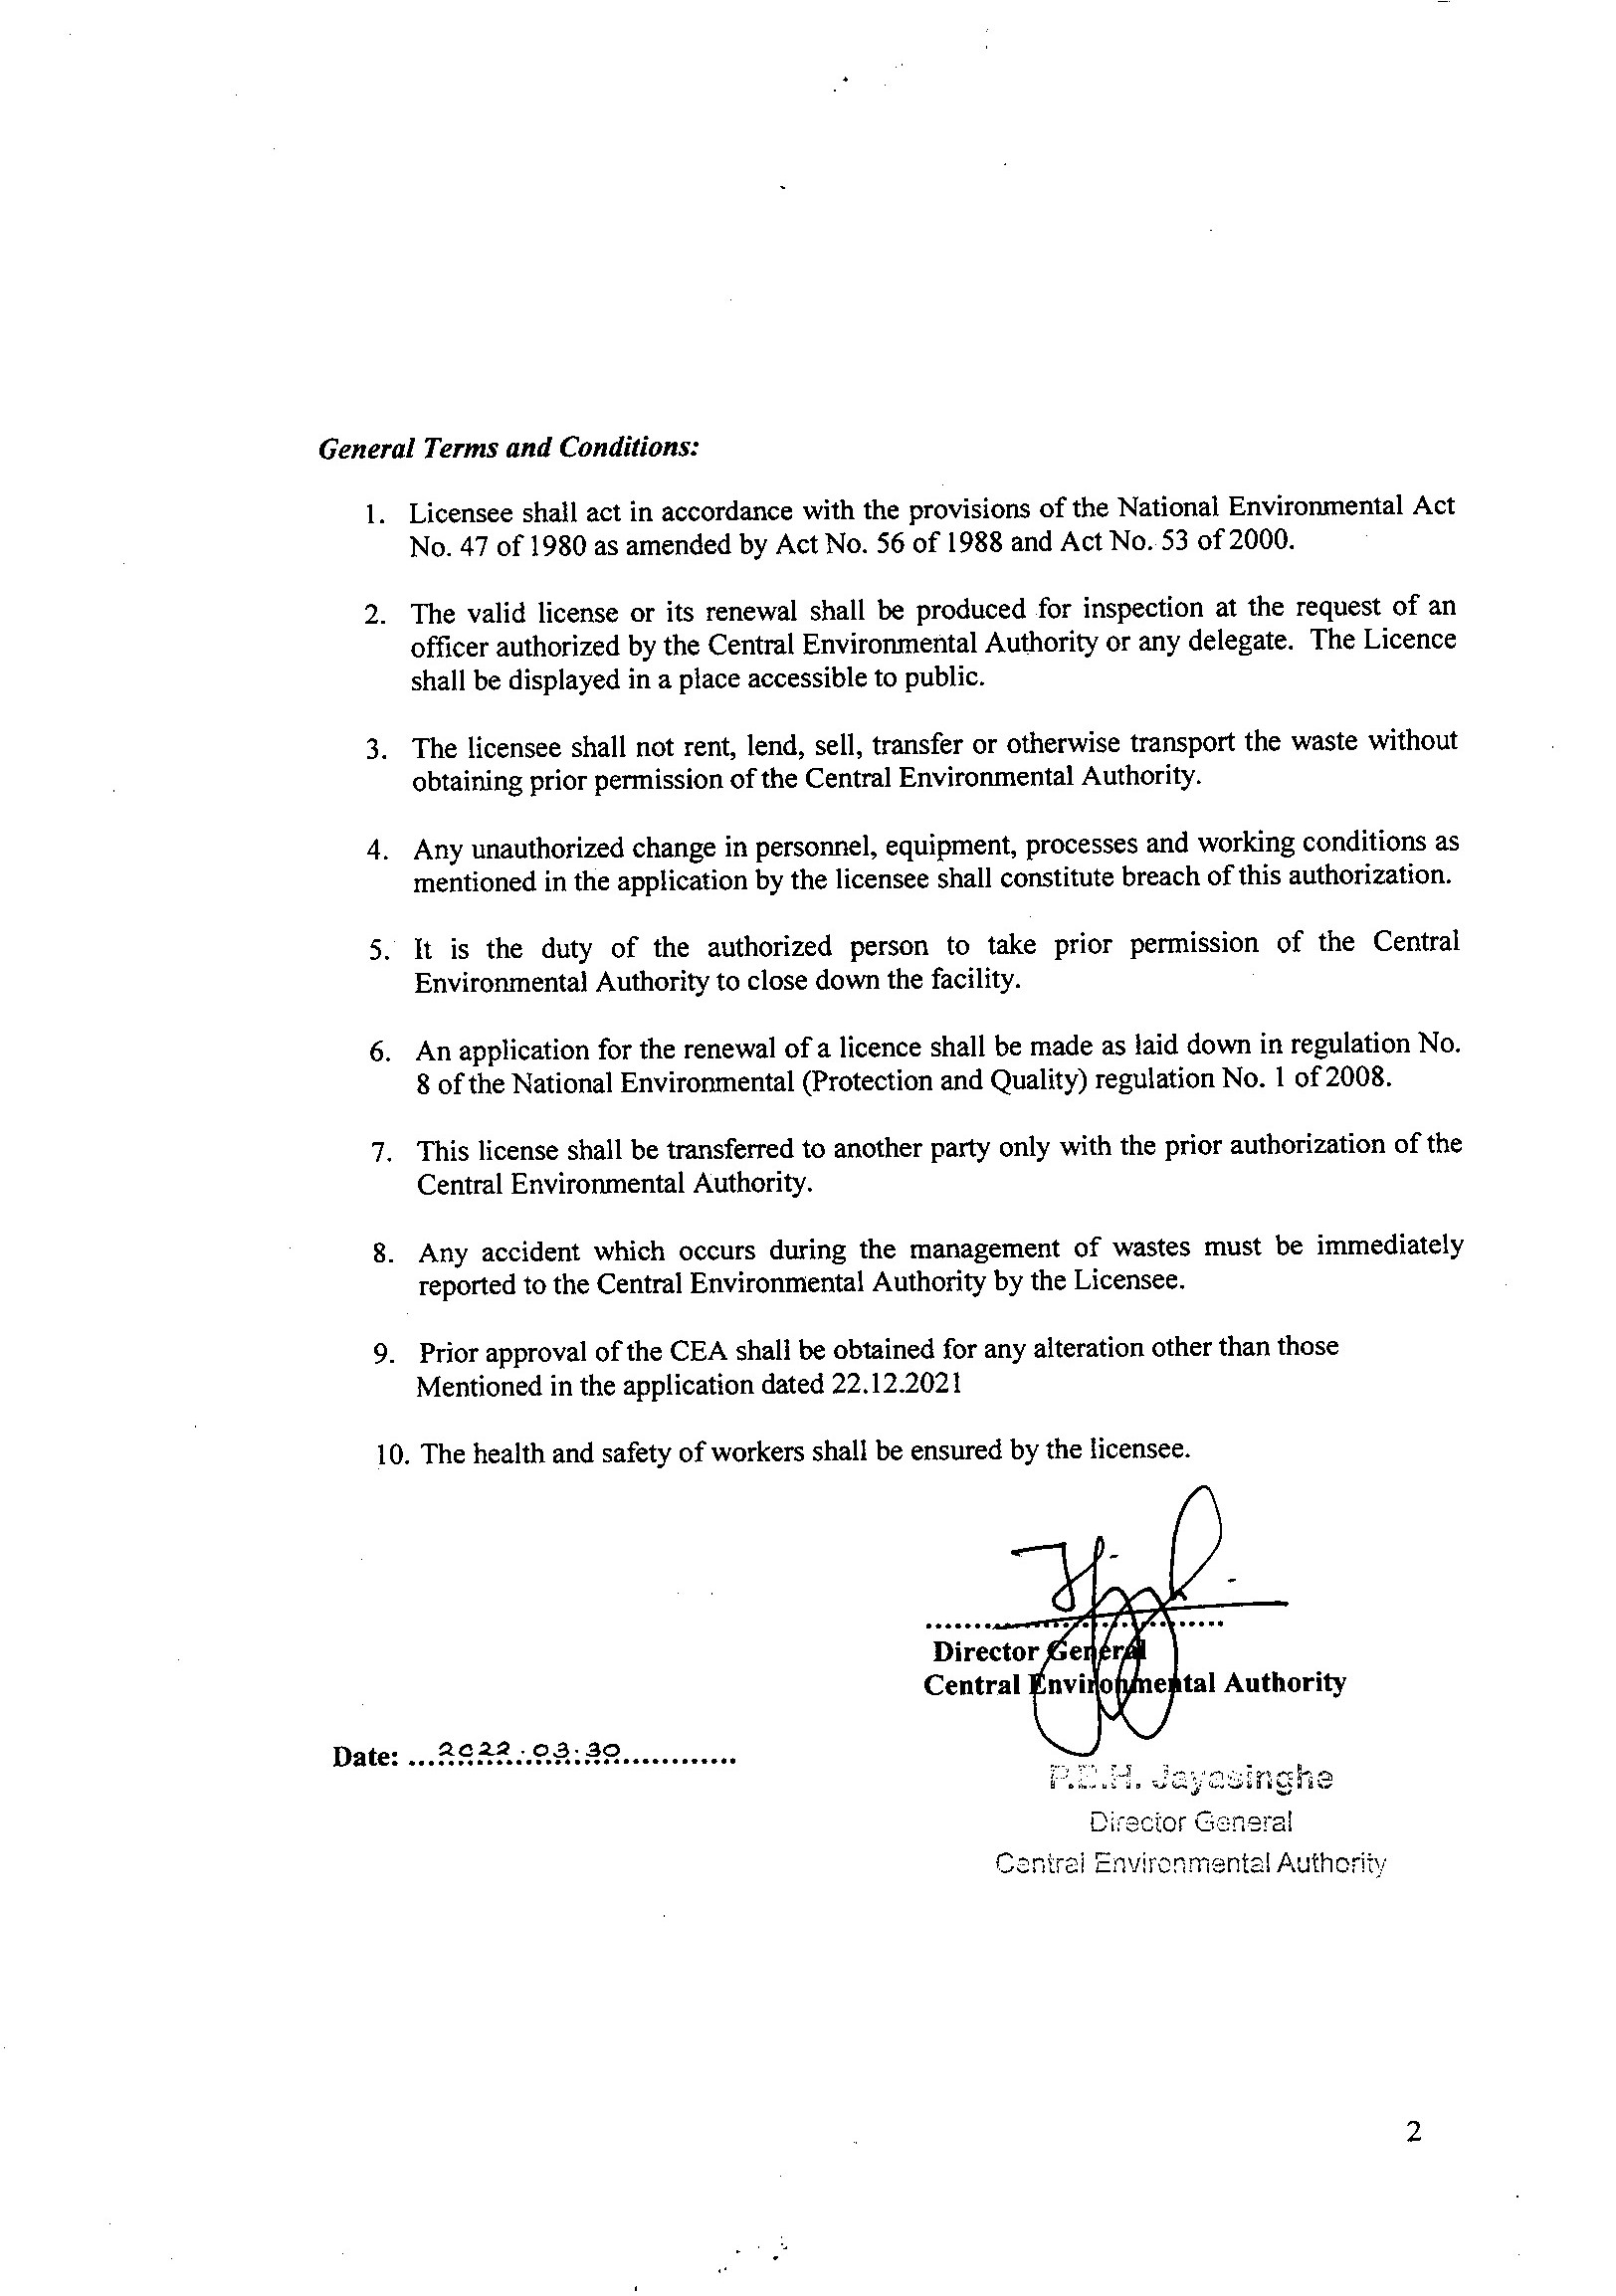 General Terms and Conditions:
1. Licensee shall act in accordance with the provisions of the National Environmental Act
No. 47 of 1980 as amended by Act No. 56 of 1988 and Act No. 53 of 2000.
2. The valid license or its renewal shall be produced for inspection at the request of an
officer authorized by the Central Environmental Authority or any delegate. The Licence
shall be displayed in a place accessible to public.
3. The licensee shall not rent, lend, sell, transfer or otherwise transport the waste without
obtaining prior permission of the Central Environmental Authority.
4. Any unauthorized change in personnel, equipment, processes and working conditions as
mentioned in the application by the licensee shall constitute breach of this authorization.
5. It is the duty of the authorized person to take prior permission of the Central
Environmental Authority to close down the facility.
6. An application for the renewal of a licence shall be made as laid down in regulation No.
8 of the National Environmental (Protection and Quality) regulation No. 1 of 2008.
7. This license shall be transferred to another party only with the prior authorization of the
Central Environmental Authority.
8. Any accident which occurs during the management of wastes must be immediately
reported to the Central Environmental Authority by the Licensee.
9. Prior approval of the CEA shall be obtained for any alteration other than those
Mentioned in the application dated 22.12.2021
10. The health and safety of workers shall be ensured by the licensee.
Director General
Central Environmental Authority
Date: ...2022.03.30.............
Jayasinghe
Director General
Central Environmental Authority
2